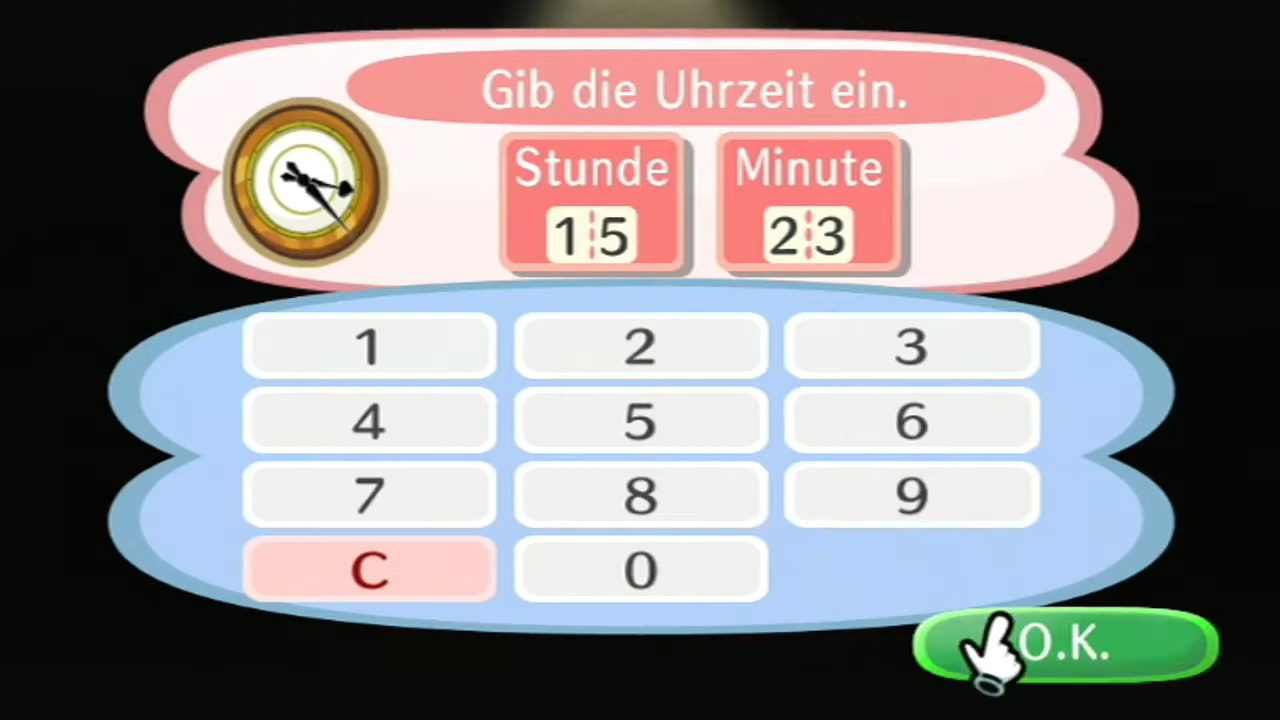 Gib die Uhrzeit ein.
Stunde Minute
15 23
1 2 3
4 5 6
7 8 9
C 0
O.K.